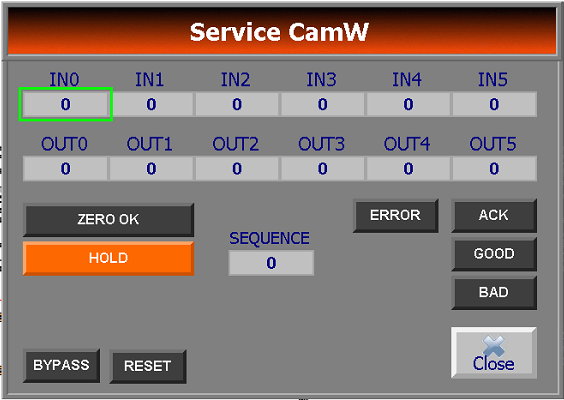 Service CamW
IN0 IN1 IN2 IN3 IN4 IN5
0 0 0 0 0 0
OUT0 OUT1 OUT2 OUT3 OUT4 OUT5
0 0 0 0 0 0
ZERO OK
ERROR
ACK
HOLD
SEQUENCE
0
GOOD
BAD
BYPASS
RESET
Close